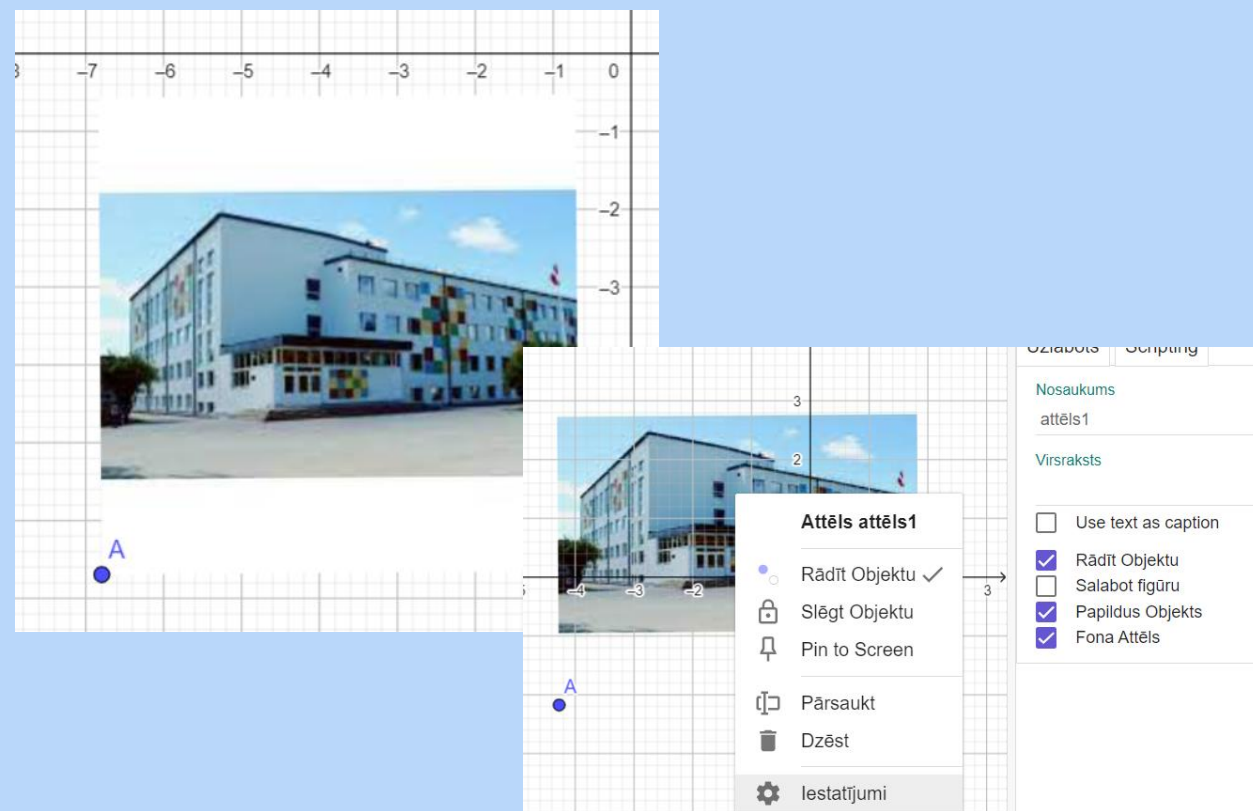 –7 –6 –5 –4 –3 –2 –1 0
–1
–2
–3
A
3
2
–4 –3 –2 3
A
Attēls attēls1
Rādīt Objektu
Slēgt Objektu
Pin to Screen
Pārsaukt
Dzēst
Iestatījumi
Uzlabots Scripting
Nosaukums
attēls1
Virsraksts
Use text as caption
Rādīt Objektu
Salabot figūru
Papildus Objekts
Fona Attēls